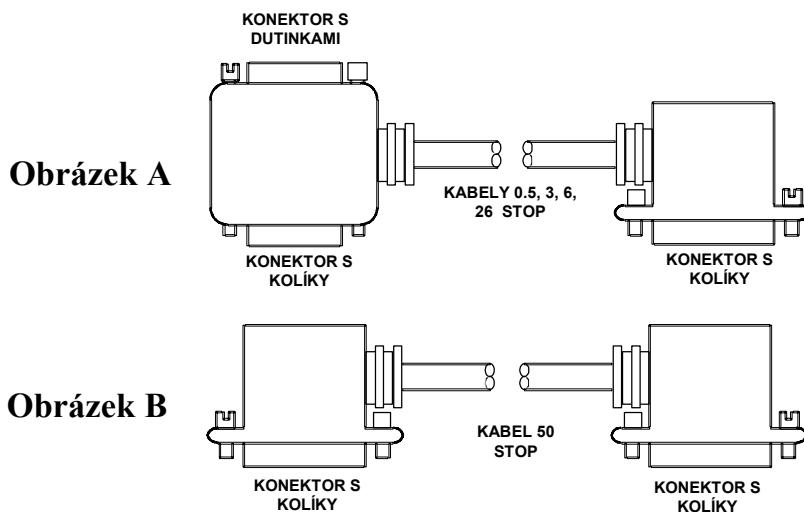 KONEKTOR S
DUTINKAMI
Obrázek A
KABELY 0.5, 3, 6,
26 STOP
KONEKTOR S
KOLÍKY
KONEKTOR S
KOLÍKY
Obrázek B
KABEL 50
STOP
KONEKTOR S
KOLÍKY
KONEKTOR S
KOLÍKY